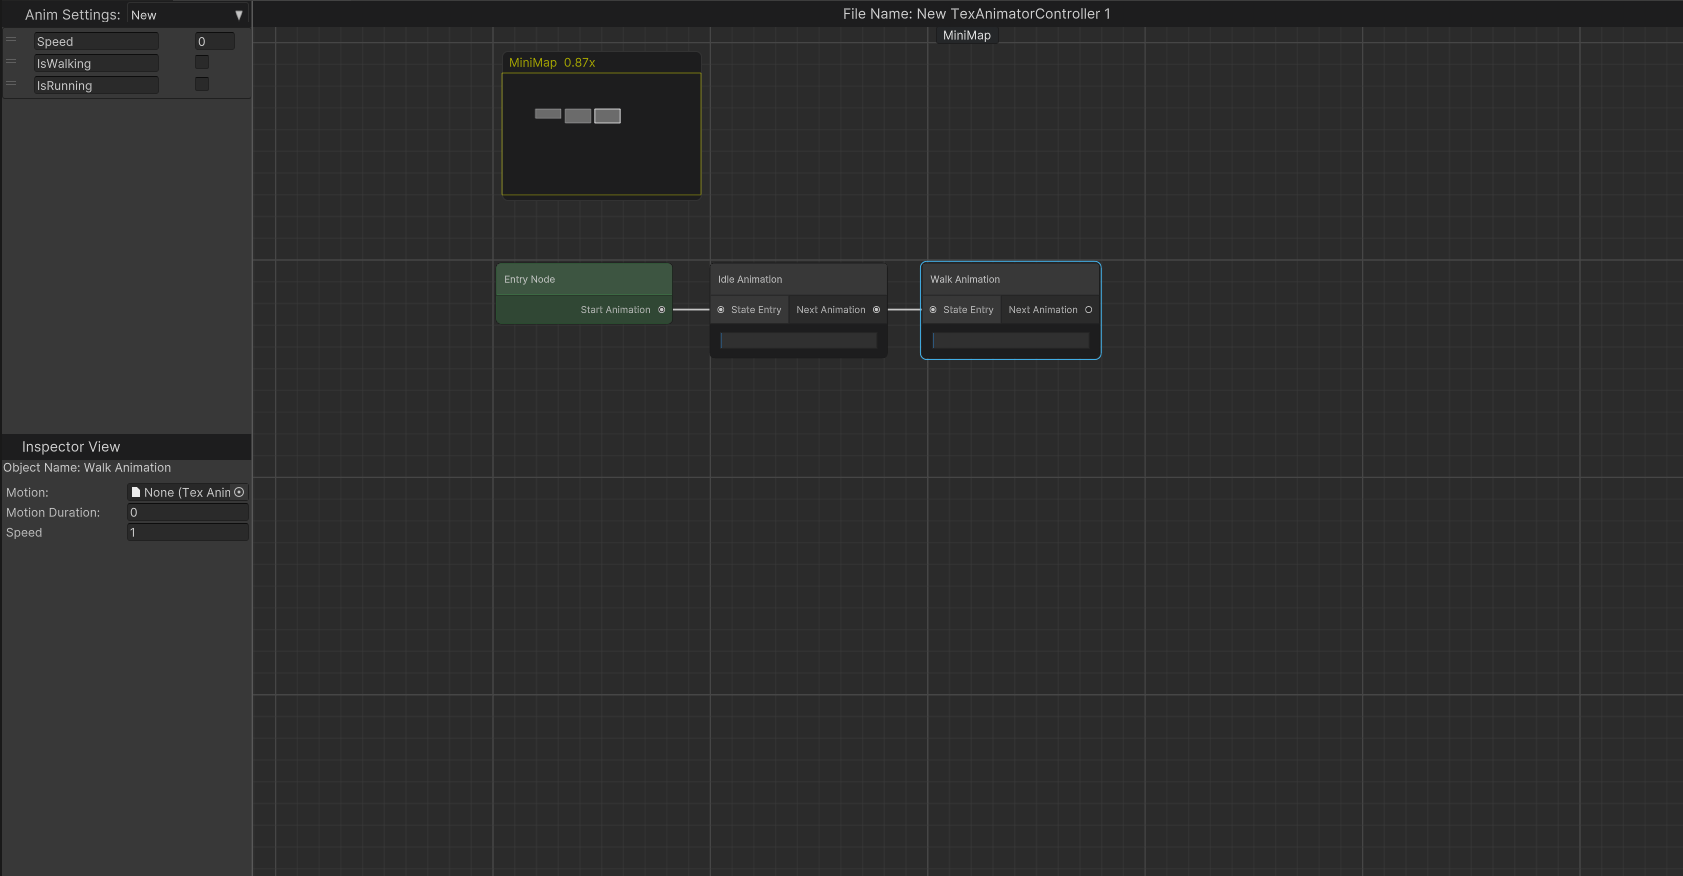 Anim Settings: New
File Name: New TexAnimatorController 1
MiniMap
Speed 0
IsWalking
IsRunning
MiniMap 0.87x
Entry Node
Start Animation
Idle Animation
State Entry Next Animation
Walk Animation
State Entry Next Animation
Inspector View
Object Name: Walk Animation
Motion: None (Tex Anim
Motion Duration: 0
Speed 1